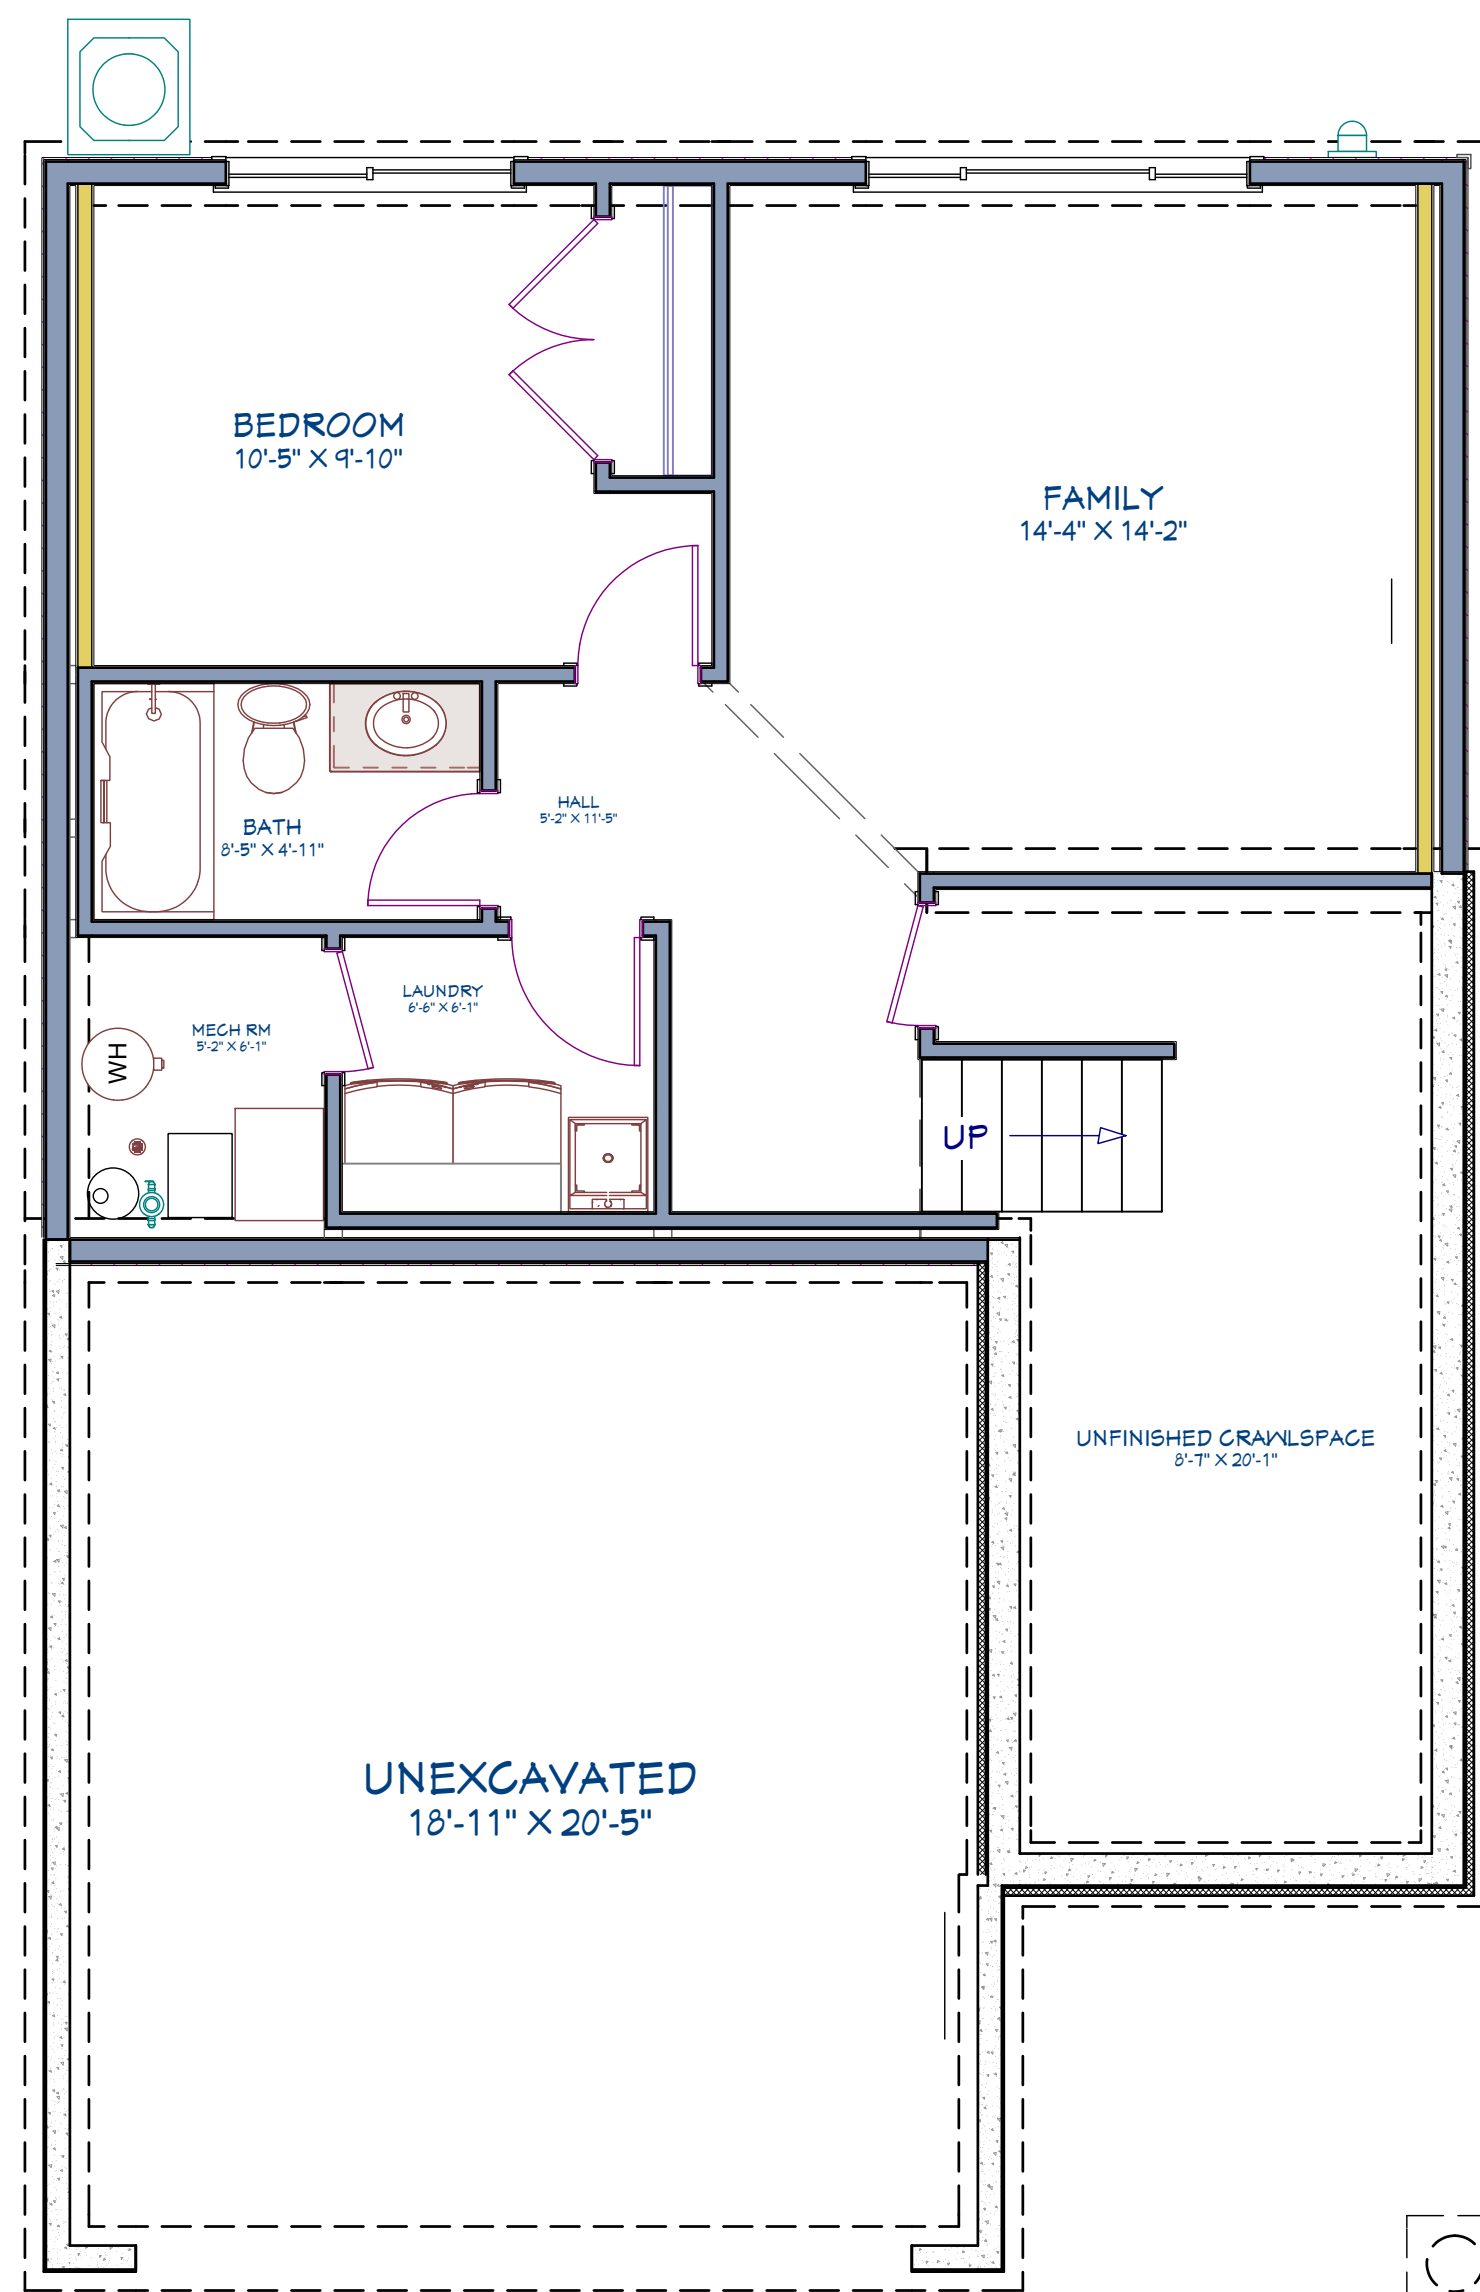 BEDROOM
10'-5" X 9'-10"
FAMILY
14'-4" X 14'-2"
HALL
5'-2" X 11'-5"
BATH
8'-5" X 4'-11"
LAUNDRY
6'-6" X 6'-1"
MECH RM
5'-2" X 6'-1"
WH
UP
UNFINISHED CRAWLSPACE
8'-7" X 20'-1"
UNEXCAVATED
18'-11" X 20'-5"